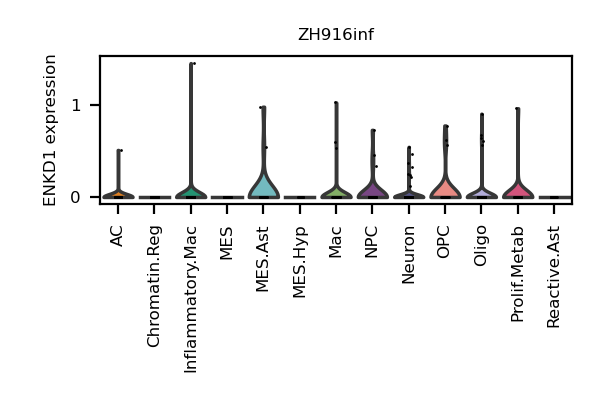 ZH916inf
ENKD1 expression
1
0
AC
Chromatin.Reg
Inflammatory.Mac
MES
MES.Ast
MES.Hyp
Mac
NPC
Neuron
OPC
Oligo
Prolif.Metab
Reactive.Ast